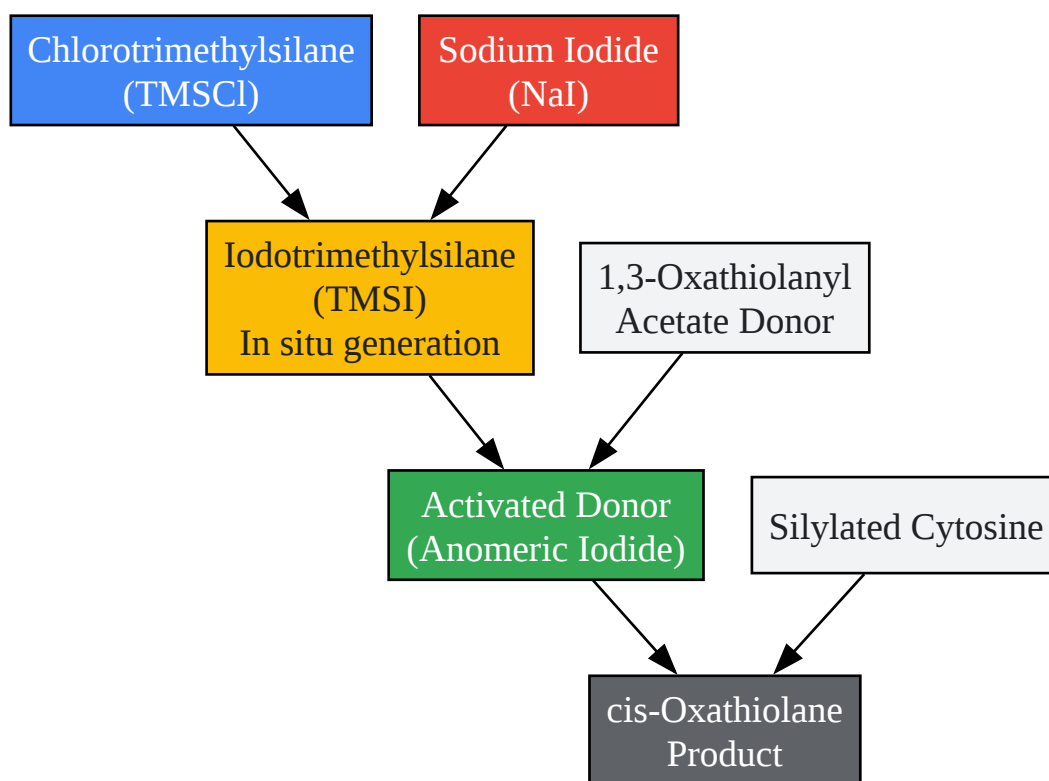 Chlorotrimethylsilane
(TMSCl)
Sodium Iodide
(NaI)
Iodotrimethylsilane
(TMSI)
In situ generation
1,3-Oxathiolanyl
Acetate Donor
Activated Donor
(Anomeric Iodide)
Silylated Cytosine
cis-Oxathiolane
Product